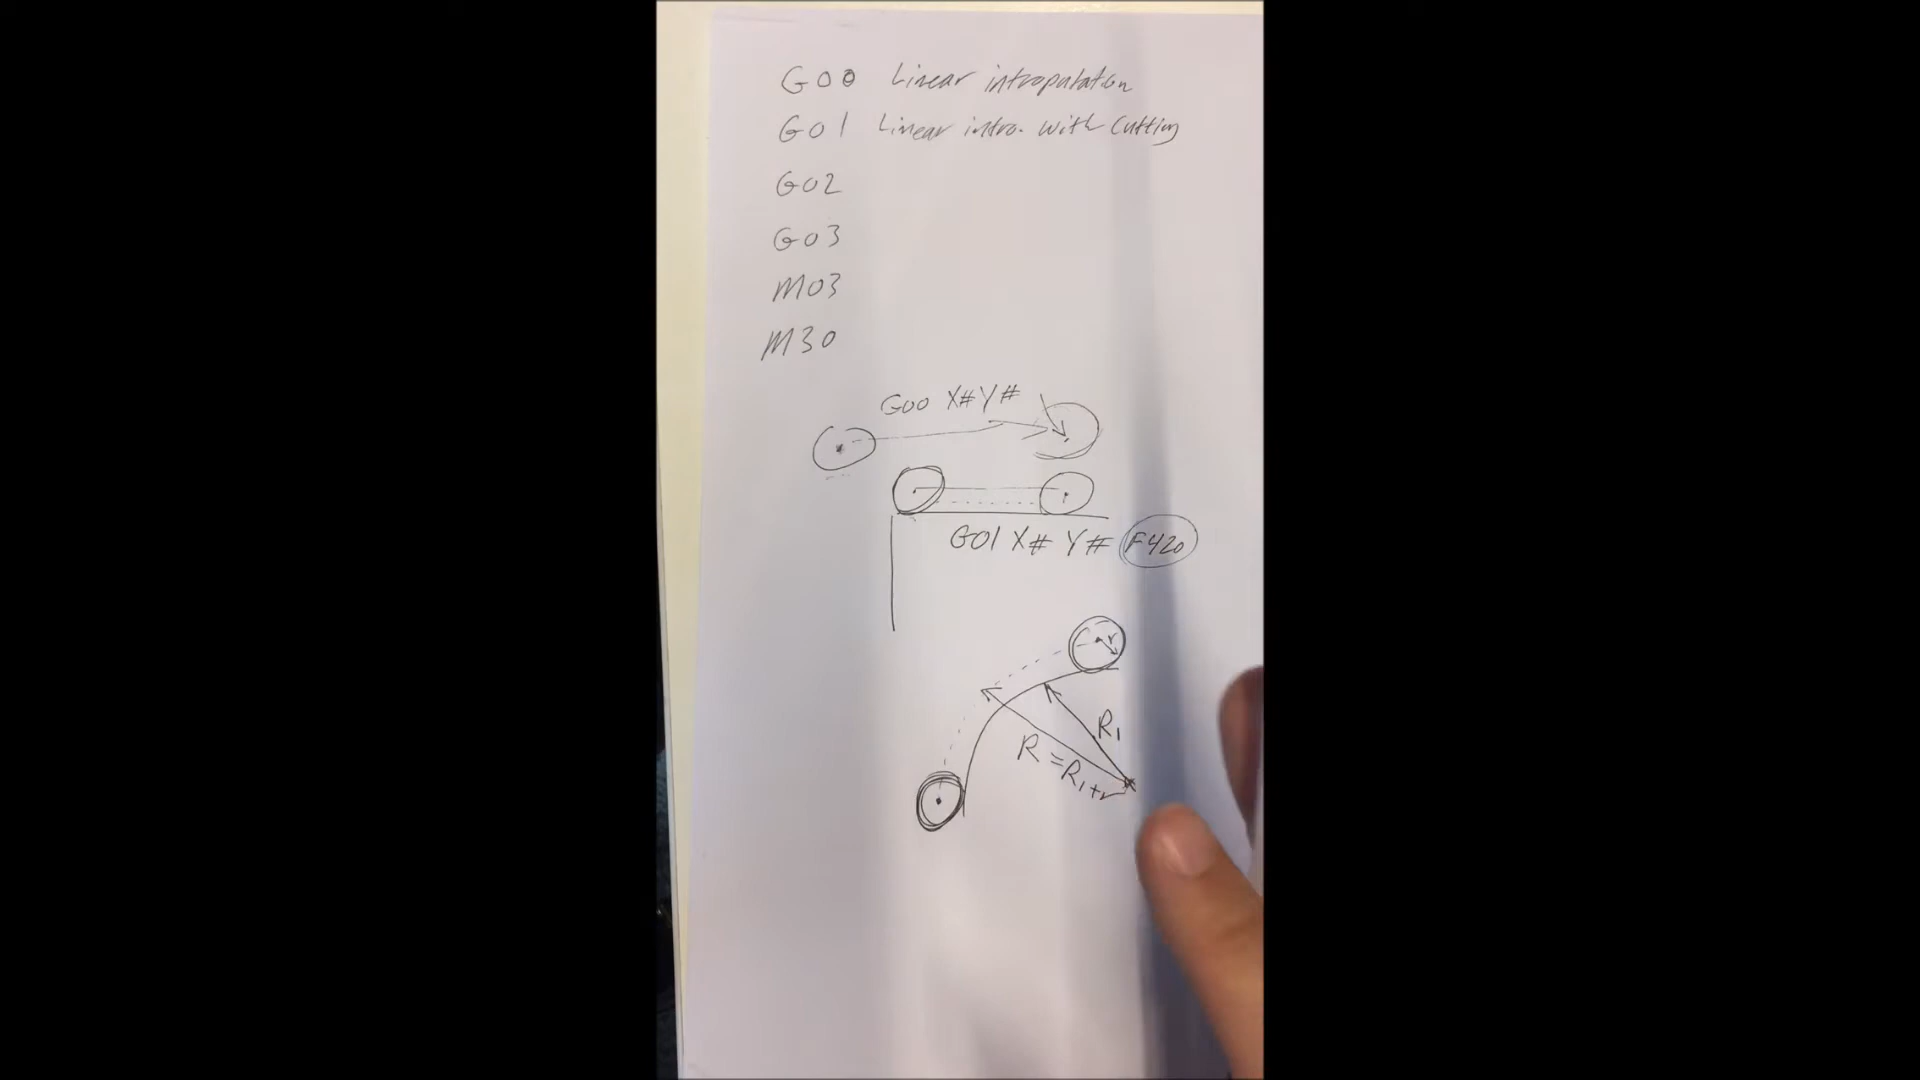 G00 Linear intropulation
G01 Linear intro. with Cutting
G02
G03
M03
M30
G00 X# Y#
G01 X# Y# F420
r
R1
R=R1+r